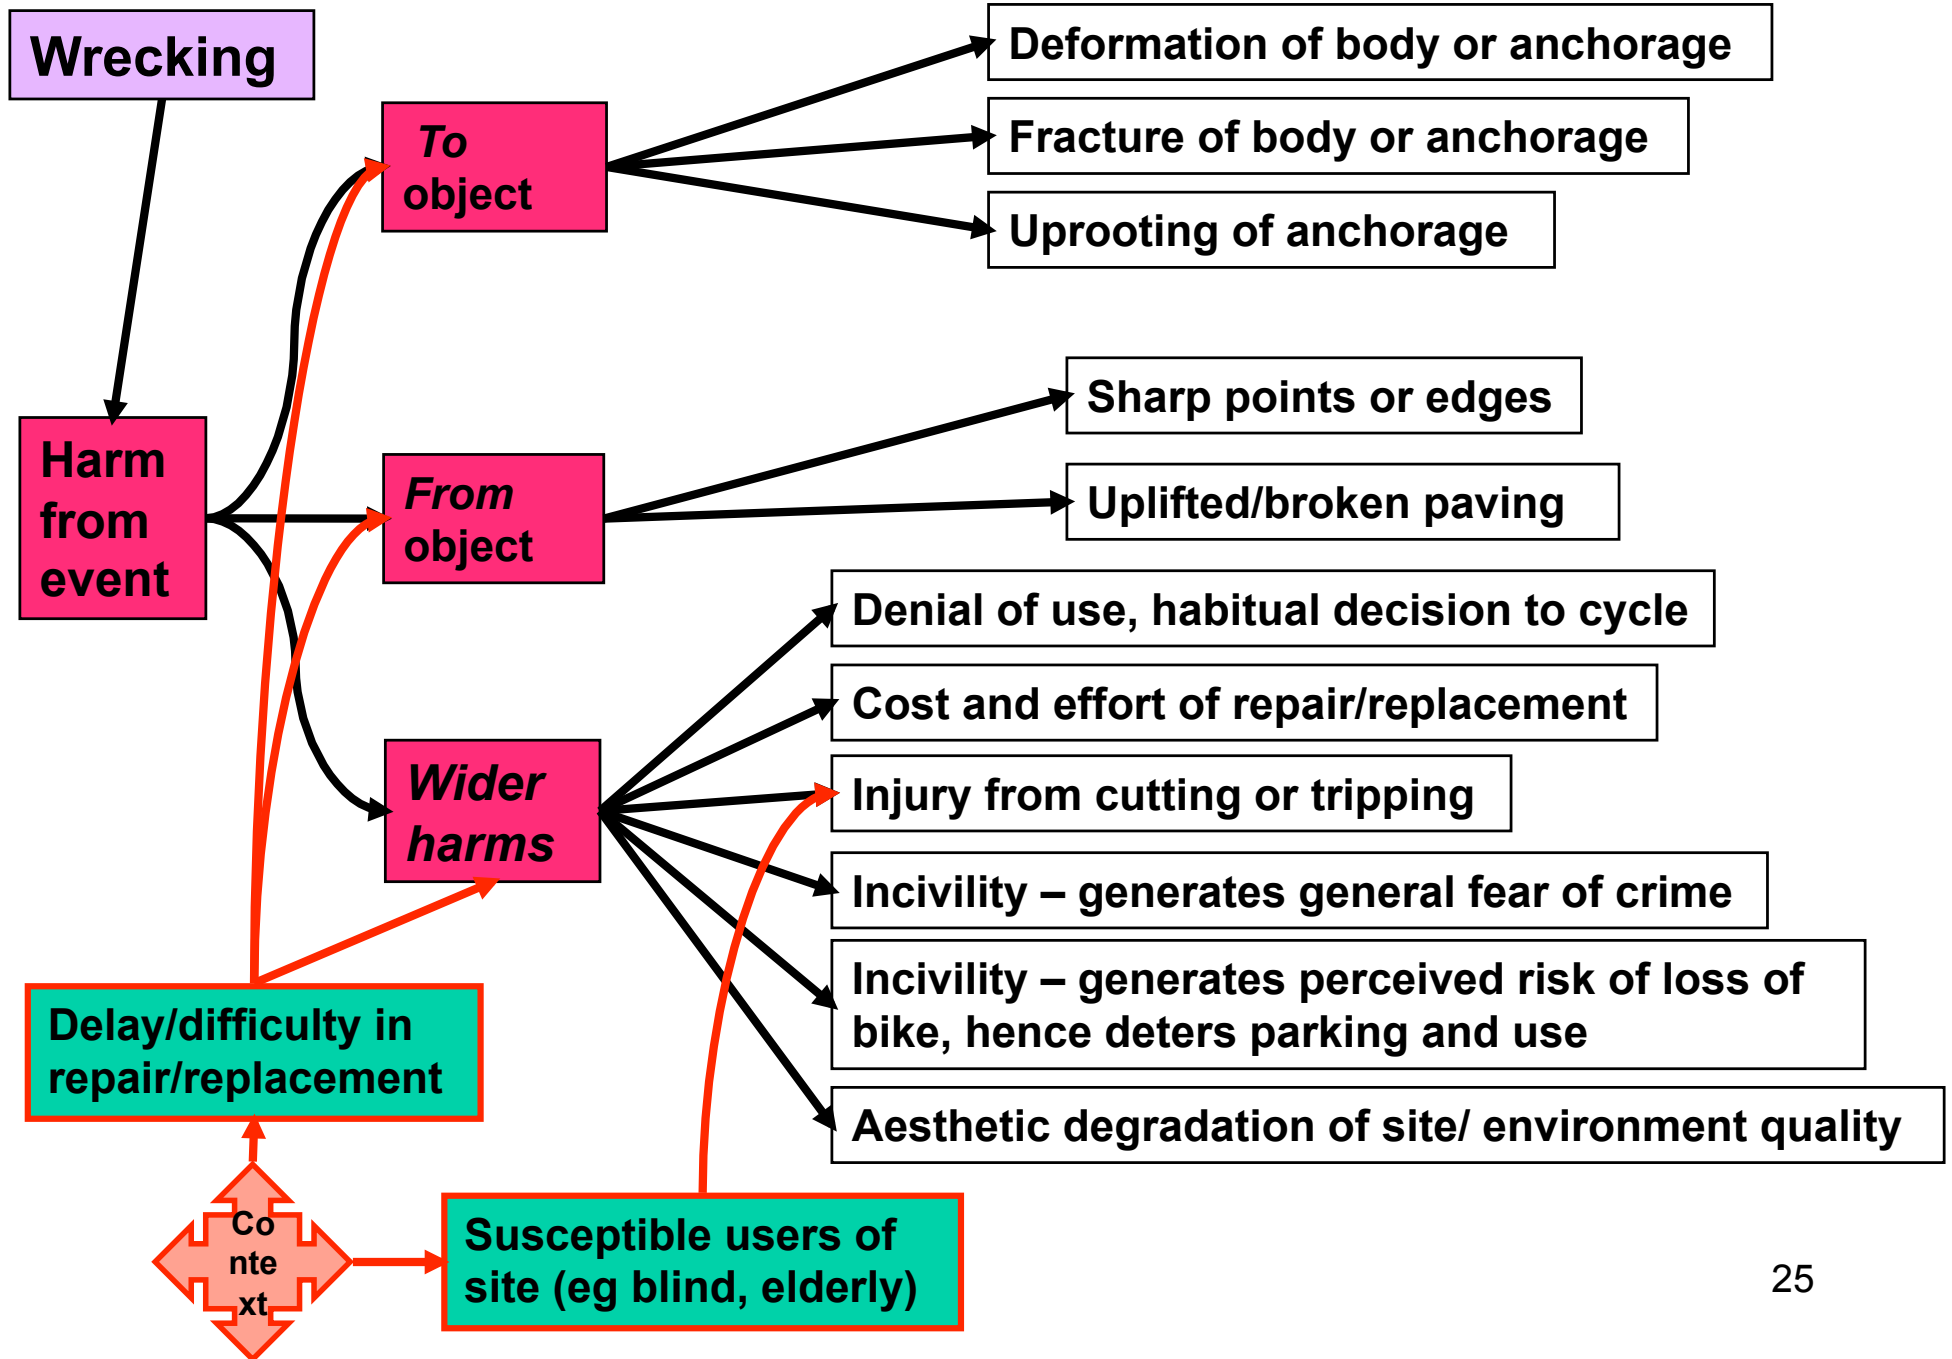 Wrecking
To
object
Deformation of body or anchorage
Fracture of body or anchorage
Uprooting of anchorage
Harm
from
event
From
object
Sharp points or edges
Uplifted/broken paving
Wider
harms
Denial of use, habitual decision to cycle
Cost and effort of repair/replacement
Injury from cutting or tripping
Incivility – generates general fear of crime
Incivility – generates perceived risk of loss of
bike, hence deters parking and use
Aesthetic degradation of site/ environment quality
Delay/difficulty in
repair/replacement
Co
nte
xt
Susceptible users of
site (eg blind, elderly)
25